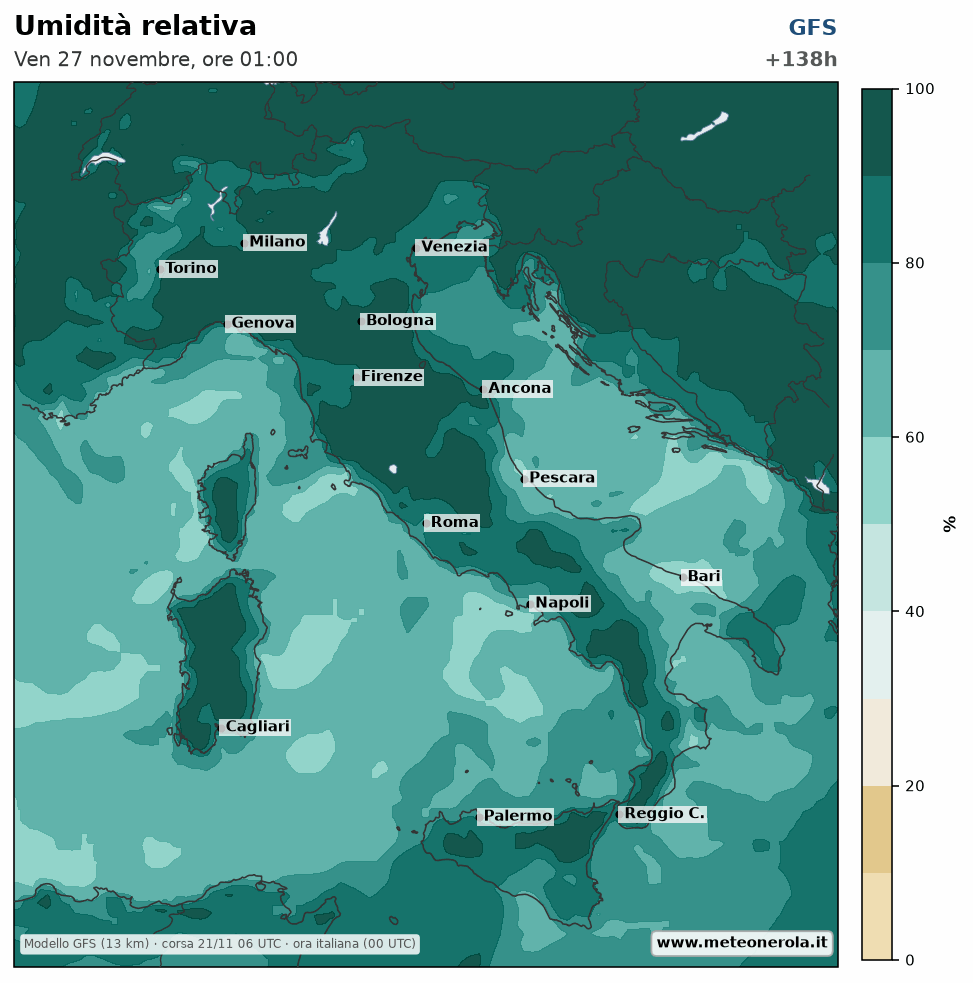 Umidità relativa
GFS
Ven 27 novembre, ore 01:00
+138h
100
80
60
40
20
0
%
Milano
Venezia
Torino
Genova
Bologna
Firenze
Ancona
Pescara
Roma
Bari
Napoli
Cagliari
Palermo
Reggio C.
Modello GFS (13 km) · corsa 21/11 06 UTC · ora italiana (00 UTC)
www.meteonerola.it